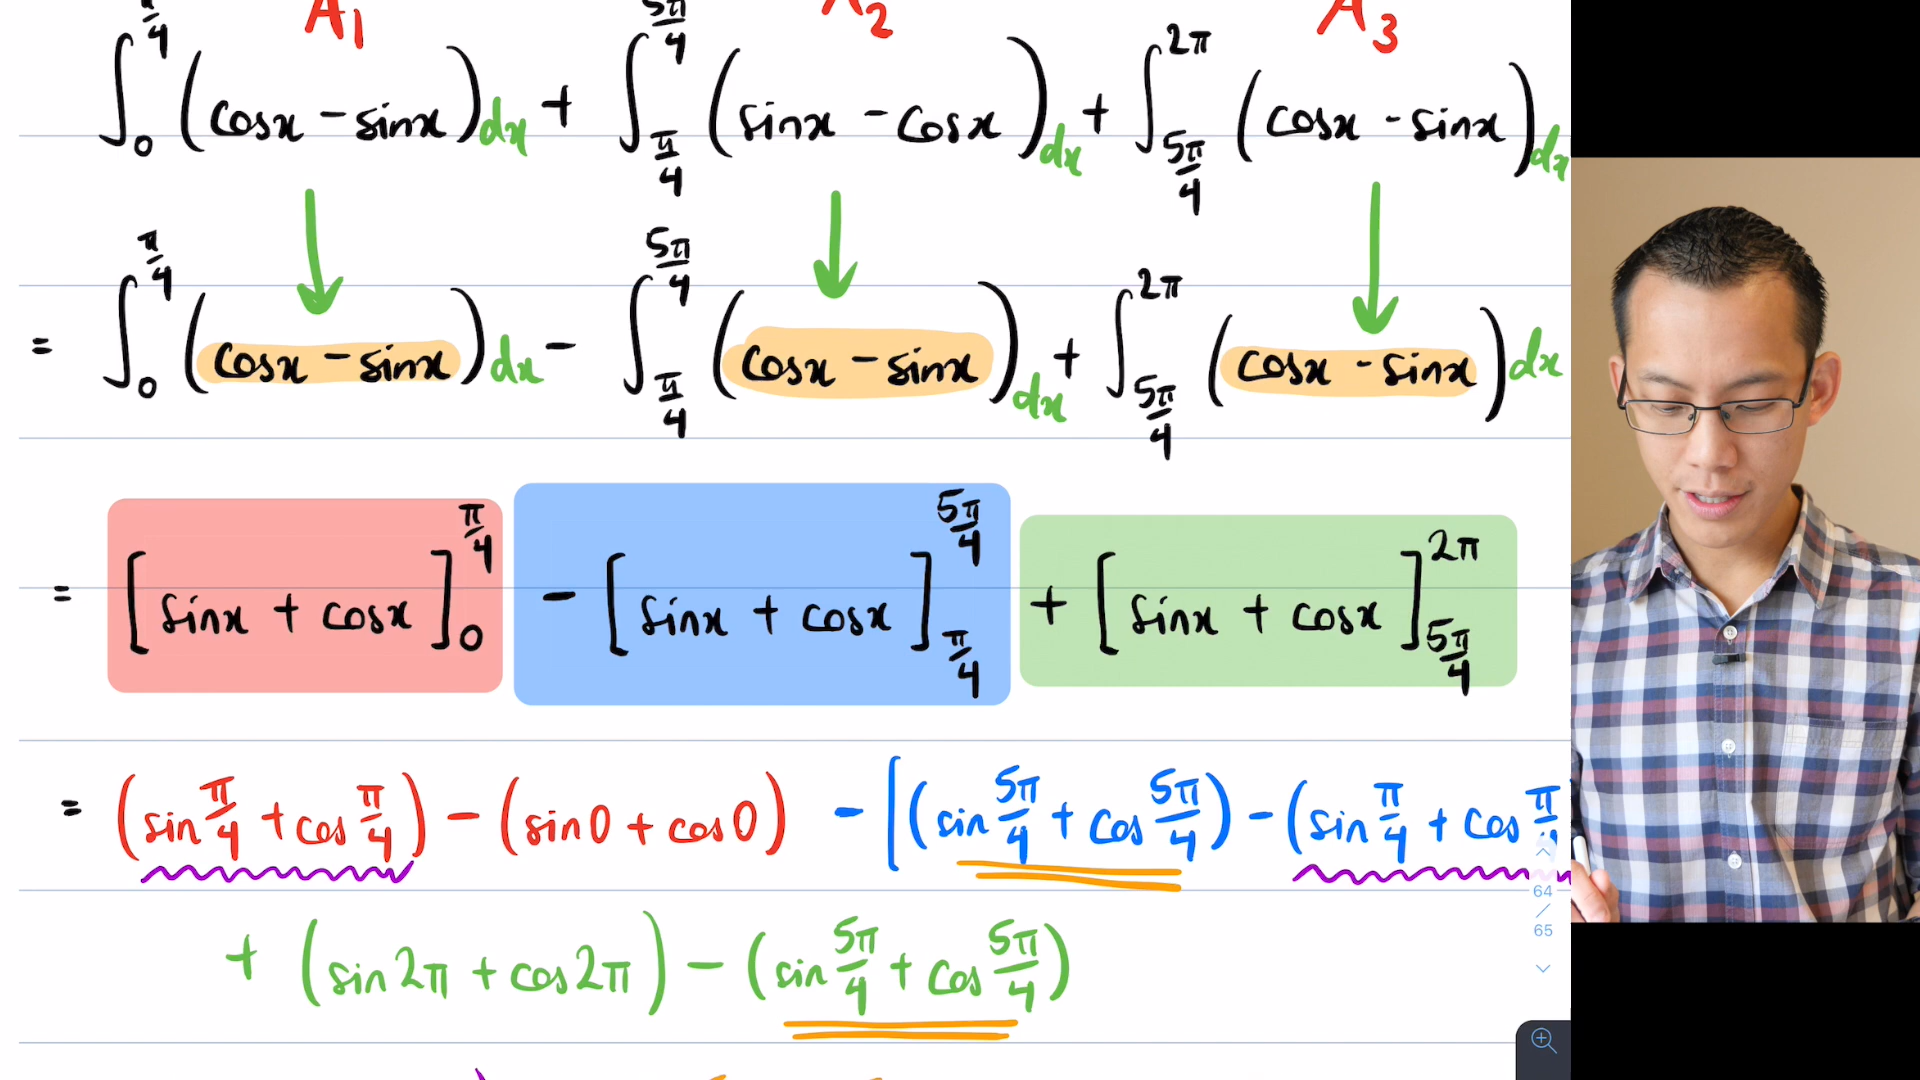 A₁ A₂ A₃
∫₀^(π/4) (cosx − sinx) dx + ∫_(π/4)^(5π/4) (sinx − cosx) dx + ∫_(5π/4)^(2π) (cosx − sinx) dx
= ∫₀^(π/4) (cosx − sinx) dx − ∫_(π/4)^(5π/4) (cosx − sinx) dx + ∫_(5π/4)^(2π) (cosx − sinx) dx
= [sinx + cosx]₀^(π/4) − [sinx + cosx]_(π/4)^(5π/4) + [sinx + cosx]_(5π/4)^(2π)
= (sin π/4 + cos π/4) − (sin0 + cos0) − [(sin 5π/4 + cos 5π/4) − (sin π/4 + cos π/4
+ (sin2π + cos2π) − (sin 5π/4 + cos 5π/4)
64
/
65